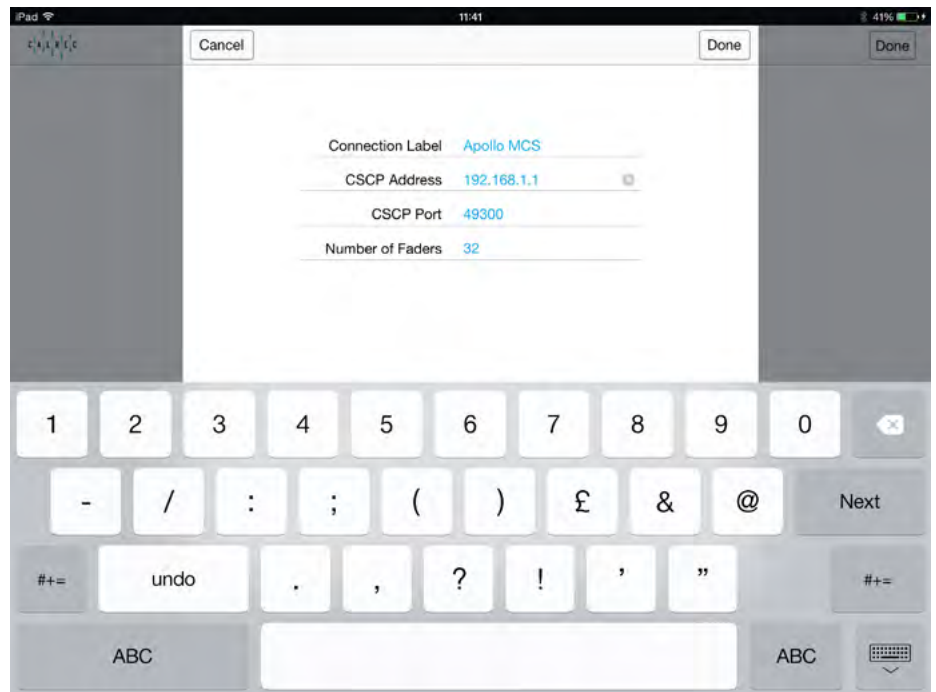 iPad 11:41 41%
CALREC Cancel Done Done
Connection Label Apollo MCS
CSCP Address 192.168.1.1
CSCP Port 49300
Number of Faders 32
1 2 3 4 5 6 7 8 9 0
- / : ; ( ) £ & @ Next
#+= undo . , ? ! ’ ” #+=
ABC ABC